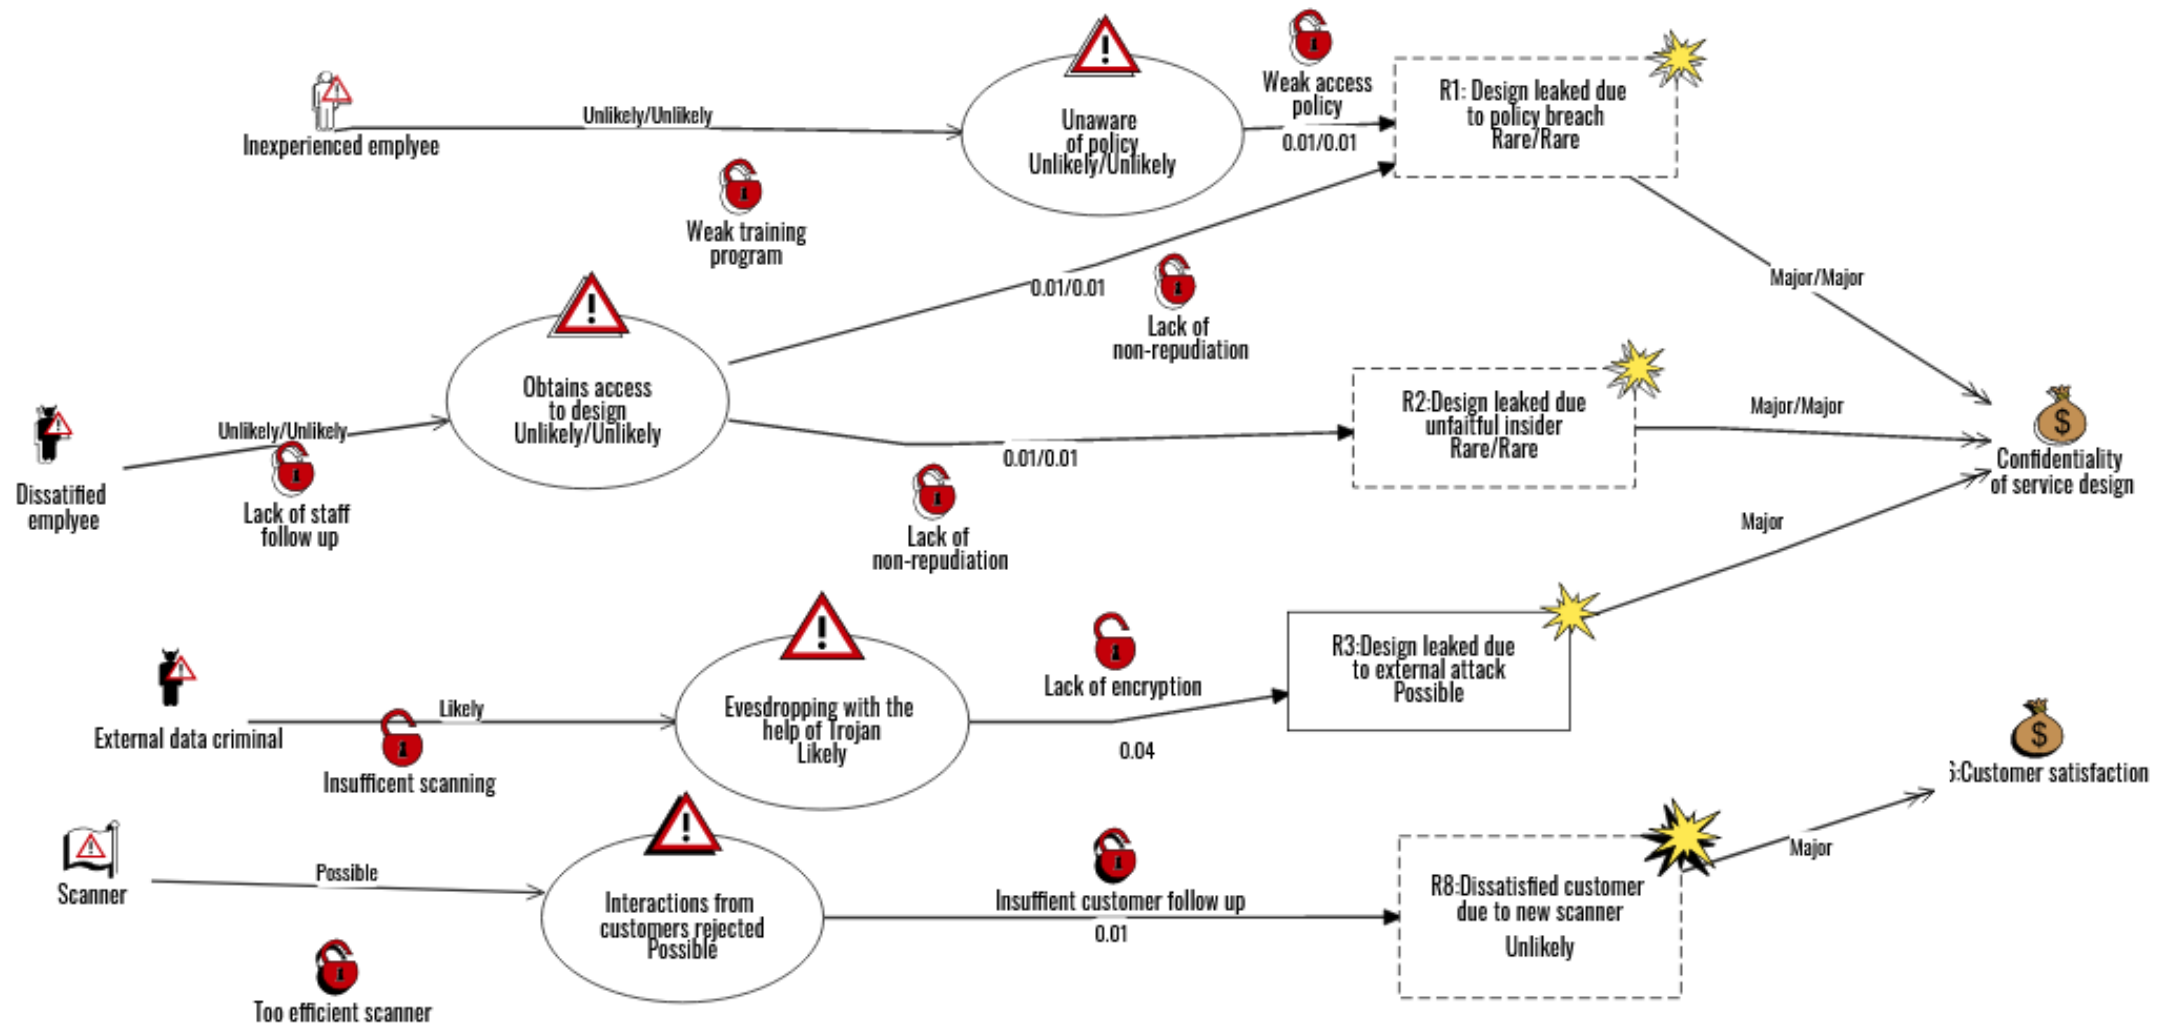 Weak access
policy
R1: Design leaked due
to policy breach
Rare/Rare
Unlikely/Unlikely
Unaware
of policy
Unlikely/Unlikely
0.01/0.01
Inexperienced emplyee
Weak training
program
0.01/0.01
Lack of
non-repudiation
Major/Major
Obtains access
to design
Unlikely/Unlikely
R2:Design leaked due
unfaitful insider
Rare/Rare
Major/Major
Unlikely/Unlikely
0.01/0.01
Confidentiality
of service design
Dissatified
emplyee
Lack of staff
follow up
Lack of
non-repudiation
Major
R3:Design leaked due
to external attack
Possible
Lack of encryption
Likely
Evesdropping with the
help of Trojan
Likely
External data criminal
0.04
Insufficent scanning
:Customer satisfaction
Possible
Scanner
Interactions from
customers rejected
Possible
Insuffient customer follow up
0.01
R8:Dissatisfied customer
due to new scanner
Unlikely
Major
Too efficient scanner